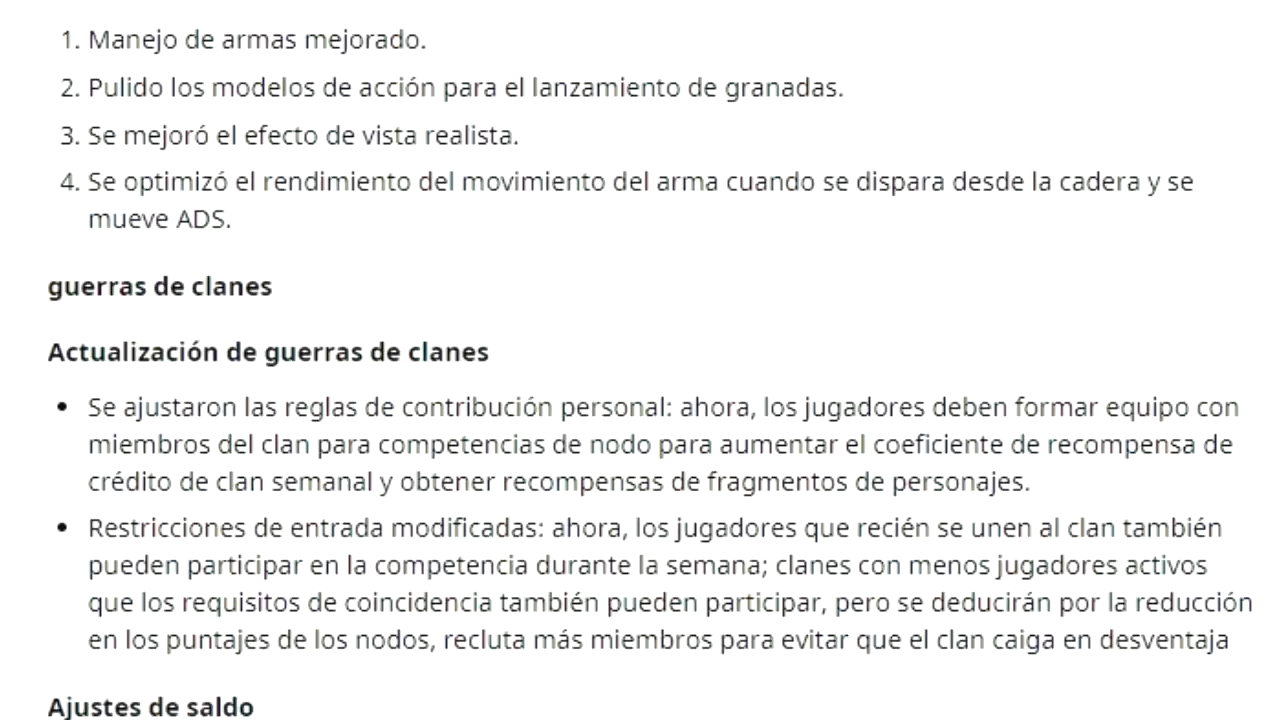 1. Manejo de armas mejorado.
2. Pulido los modelos de acción para el lanzamiento de granadas.
3. Se mejoró el efecto de vista realista.
4. Se optimizó el rendimiento del movimiento del arma cuando se dispara desde la cadera y se
mueve ADS.
guerras de clanes
Actualización de guerras de clanes
• Se ajustaron las reglas de contribución personal: ahora, los jugadores deben formar equipo con
miembros del clan para competencias de nodo para aumentar el coeficiente de recompensa de
crédito de clan semanal y obtener recompensas de fragmentos de personajes.
• Restricciones de entrada modificadas: ahora, los jugadores que recién se unen al clan también
pueden participar en la competencia durante la semana; clanes con menos jugadores activos
que los requisitos de coincidencia también pueden participar, pero se deducirán por la reducción
en los puntajes de los nodos, recluta más miembros para evitar que el clan caiga en desventaja
Ajustes de saldo